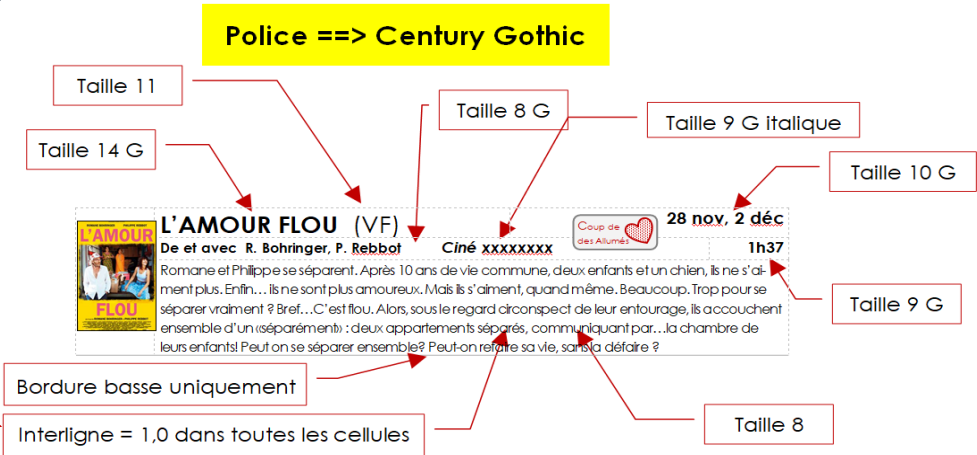 Police ==> Century Gothic
Taille 11
Taille 8 G
Taille 9 G italique
Taille 14 G
Taille 10 G
L'AMOUR FLOU (VF)
Coup de
des Allumés
28 nov, 2 déc
L'AMOUR
FLOU
De et avec R. Bohringer, P. Rebbot
Ciné xxxxxxxx
1h37
Romane et Philippe se séparent. Après 10 ans de vie commune, deux enfants et un chien, ils ne s'ai-
ment plus. Enfin… ils ne sont plus amoureux. Mais ils s'aiment, quand même. Beaucoup. Trop pour se
séparer vraiment ? Bref…C'est flou. Alors, sous le regard circonspect de leur entourage, ils accouchent
ensemble d'un «séparément» : deux appartements séparés, communiquant par…la chambre de
leurs enfants! Peut on se séparer ensemble? Peut-on refaire sa vie, sans la défaire ?
Taille 9 G
Bordure basse uniquement
Interligne = 1,0 dans toutes les cellules
Taille 8